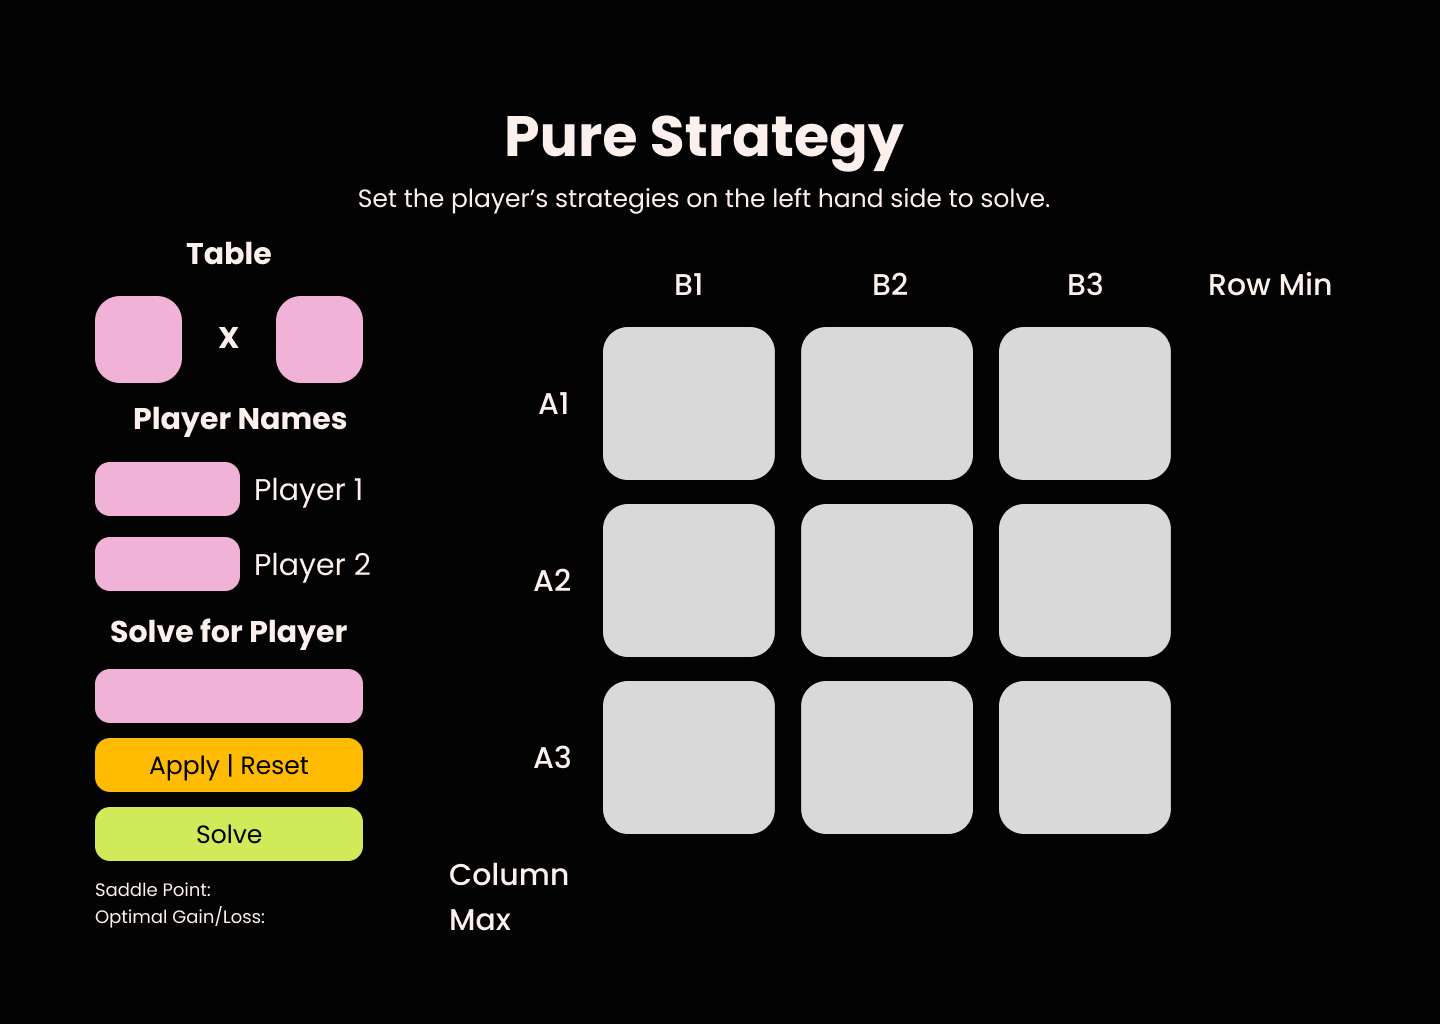 Pure Strategy
Set the player’s strategies on the left hand side to solve.
Table
x
Player Names
Player 1
Player 2
Solve for Player
Apply | Reset
Solve
Saddle Point:
Optimal Gain/Loss:
B1 B2 B3 Row Min
A1
A2
A3
Column
Max